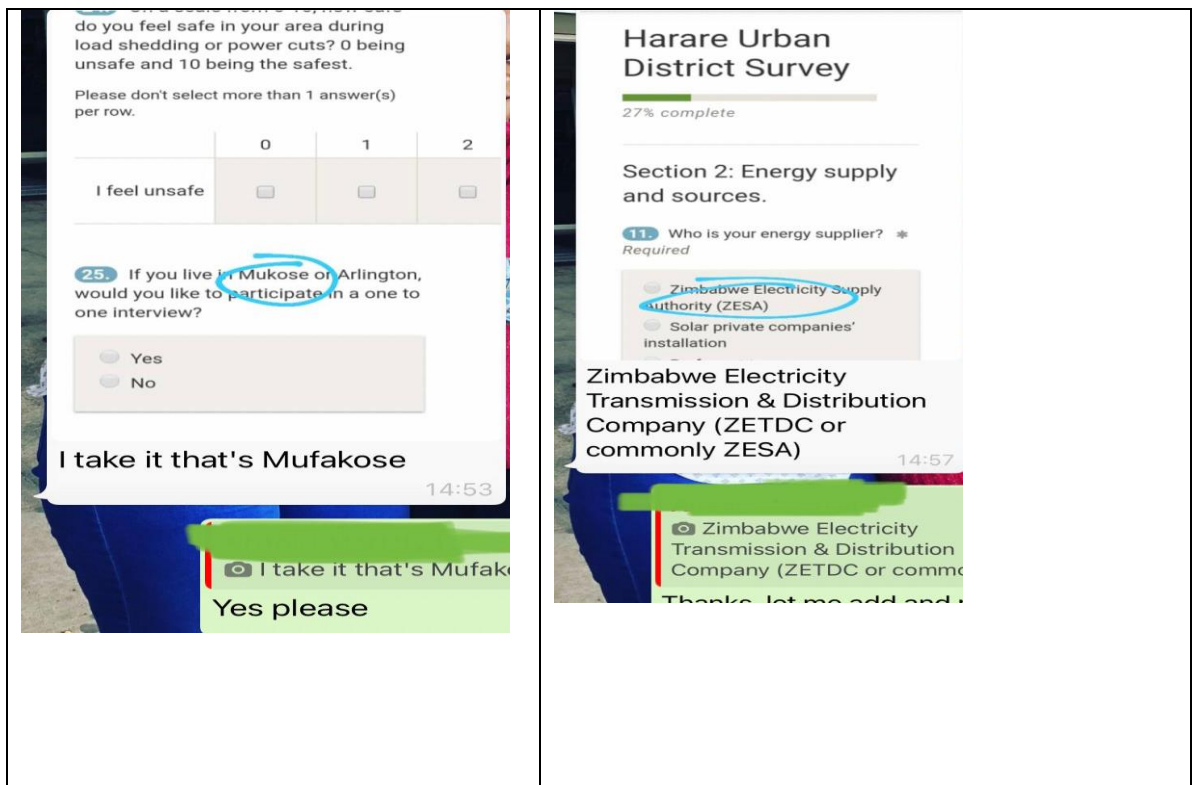 do you feel safe in your area during
load shedding or power cuts? 0 being
unsafe and 10 being the safest.
Please don't select more than 1 answer(s)
per row.
0 1 2
I feel unsafe
25. If you live in Mukose or Arlington,
would you like to participate in a one to
one interview?
Yes
No
I take it that's Mufakose
14:53
I take it that's Mufak
Yes please
Harare Urban
District Survey
27% complete
Section 2: Energy supply
and sources.
11. Who is your energy supplier? *
Required
Zimbabwe Electricity Supply
Authority (ZESA)
Solar private companies'
installation
Zimbabwe Electricity
Transmission & Distribution
Company (ZETDC or
commonly ZESA)
14:57
Zimbabwe Electricity
Transmission & Distribution
Company (ZETDC or commo
Thanks, let me add and